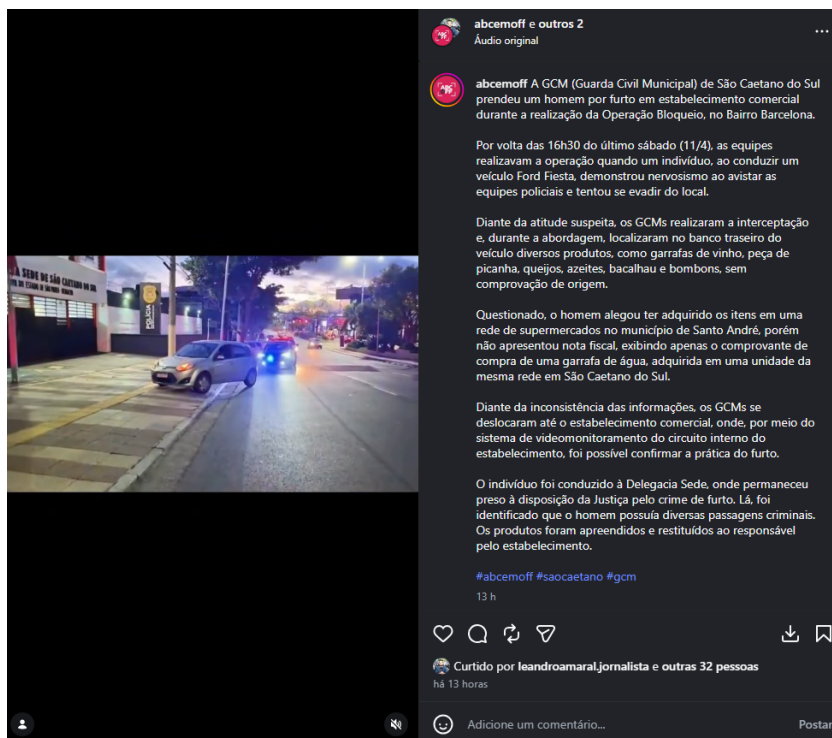 abcemoff e outros 2
Áudio original
abcemoff A GCM (Guarda Civil Municipal) de São Caetano do Sul
prendeu um homem por furto em estabelecimento comercial
durante a realização da Operação Bloqueio, no Bairro Barcelona.
Por volta das 16h30 do último sábado (11/4), as equipes
realizavam a operação quando um indivíduo, ao conduzir um
veículo Ford Fiesta, demonstrou nervosismo ao avistar as
equipes policiais e tentou se evadir do local.
Diante da atitude suspeita, os GCMs realizaram a interceptação
e, durante a abordagem, localizaram no banco traseiro do
veículo diversos produtos, como garrafas de vinho, peça de
picanha, queijos, azeites, bacalhau e bombons, sem
comprovação de origem.
Questionado, o homem alegou ter adquirido os itens em uma
rede de supermercados no município de Santo André, porém
não apresentou nota fiscal, exibindo apenas o comprovante de
compra de uma garrafa de água, adquirida em uma unidade da
mesma rede em São Caetano do Sul.
Diante da inconsistência das informações, os GCMs se
deslocaram até o estabelecimento comercial, onde, por meio do
sistema de videomonitoramento do circuito interno do
estabelecimento, foi possível confirmar a prática do furto.
O indivíduo foi conduzido à Delegacia Sede, onde permaneceu
preso à disposição da Justiça pelo crime de furto. Lá, foi
identificado que o homem possuía diversas passagens criminais.
Os produtos foram apreendidos e restituídos ao responsável
pelo estabelecimento.
#abcemoff #saocaetano #gcm
13 h
Curtido por leandroamaral.jornalista e outras 32 pessoas
há 13 horas
Adicione um comentário...
Postar
A SEDE DE SÃO CAETANO DO SUL
POLÍCIA